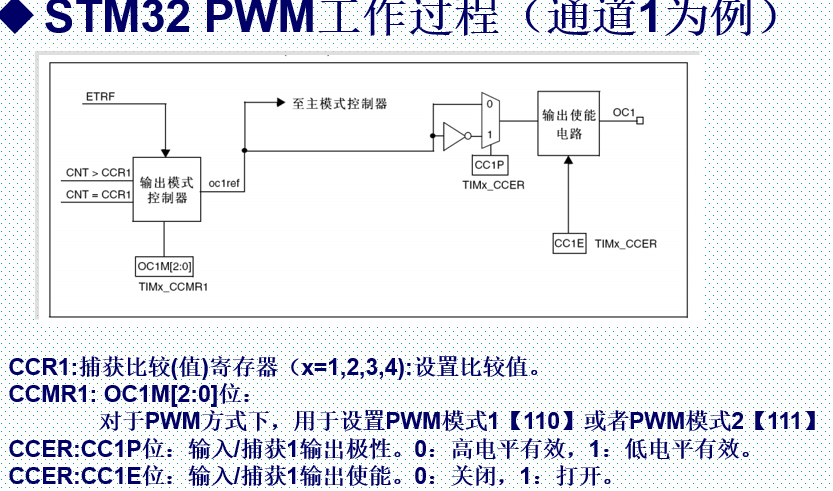 ◆ STM32 PWM工作过程（通道1为例）
ETRF
至主模式控制器
0
输出使能
电路
OC1
CNT > CCR1
CNT = CCR1
输出模式
控制器
oc1ref
1
CC1P
TIMx_CCER
CC1E
TIMx_CCER
OC1M[2:0]
TIMx_CCMR1
CCR1:捕获比较(值)寄存器（x=1,2,3,4):设置比较值。
CCMR1: OC1M[2:0]位：
对于PWM方式下，用于设置PWM模式1【110】或者PWM模式2【111】
CCER:CC1P位：输入/捕获1输出极性。0：高电平有效，1：低电平有效。
CCER:CC1E位：输入/捕获1输出使能。0：关闭，1：打开。